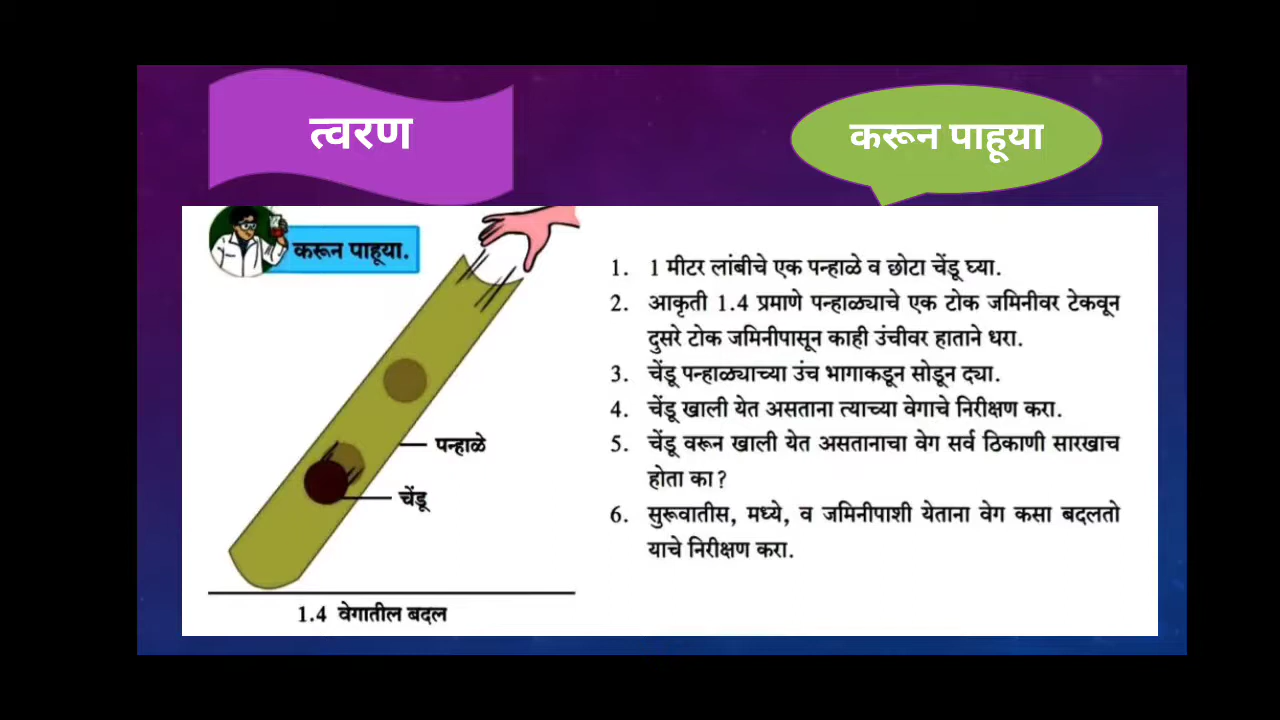 त्वरण
करून पाहूया
करून पाहूया.
1. 1 मीटर लांबीचे एक पन्हाळे व छोटा चेंडू घ्या.
2. आकृती 1.4 प्रमाणे पन्हाळ्याचे एक टोक जमिनीवर टेकवून
दुसरे टोक जमिनीपासून काही उंचीवर हाताने धरा.
3. चेंडू पन्हाळ्याच्या उंच भागाकडून सोडून द्या.
4. चेंडू खाली येत असताना त्याच्या वेगाचे निरीक्षण करा.
5. चेंडू वरून खाली येत असतानाचा वेग सर्व ठिकाणी सारखाच
होता का?
6. सुरूवातीस, मध्ये, व जमिनीपाशी येताना वेग कसा बदलतो
याचे निरीक्षण करा.
पन्हाळे
चेंडू
1.4 वेगातील बदल